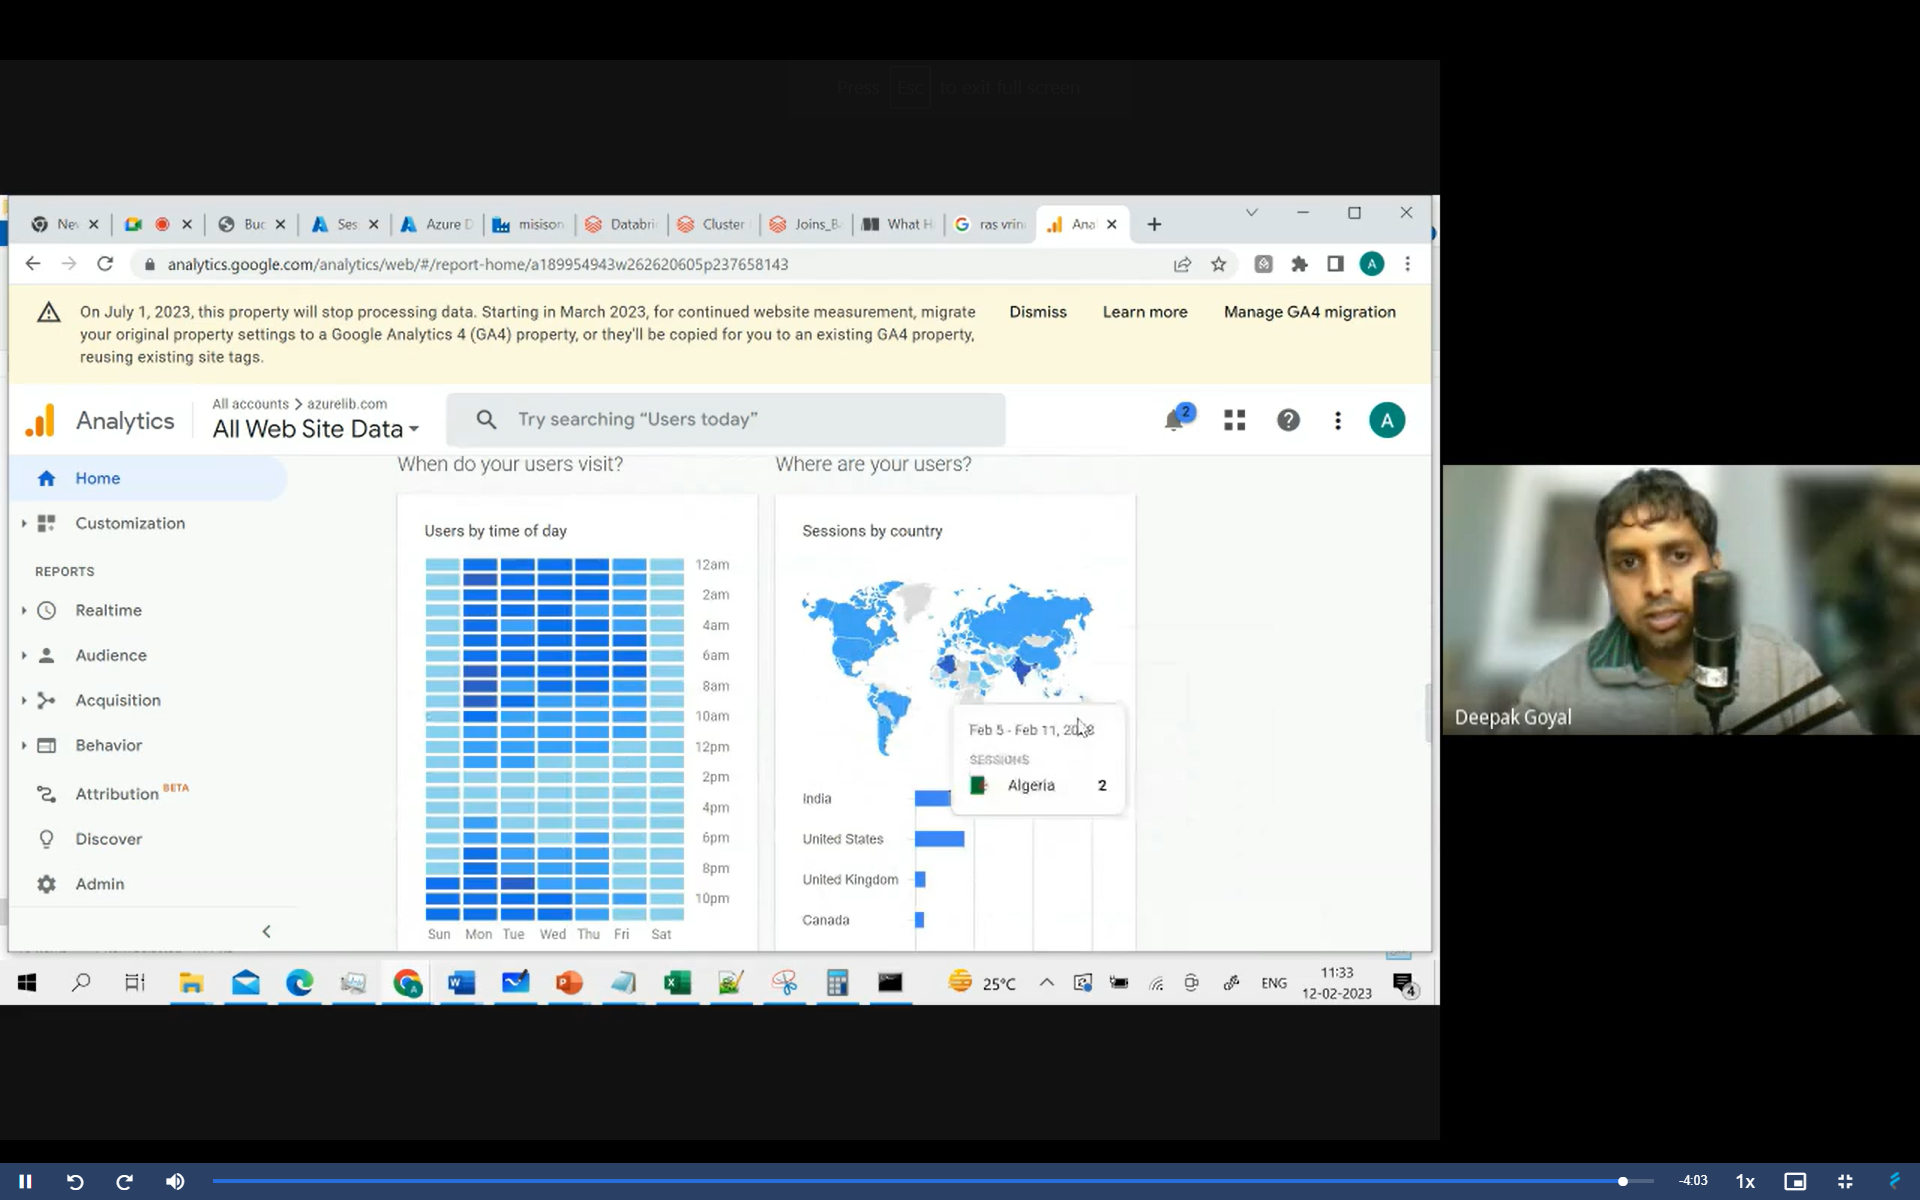 Press Esc to exit full screen
Nev
Buc
Ses
Azure D
misison
Databri
Cluster
Joins_B
What H
ras vrin
Ana
analytics.google.com/analytics/web/#/report-home/a189954943w262620605p237658143
A
On July 1, 2023, this property will stop processing data. Starting in March 2023, for continued website measurement, migrate
your original property settings to a Google Analytics 4 (GA4) property, or they'll be copied for you to an existing GA4 property,
reusing existing site tags.
Dismiss
Learn more
Manage GA4 migration
Analytics
All accounts > azurelib.com
All Web Site Data
Try searching “Users today”
2
A
Home
Customization
REPORTS
Realtime
Audience
Acquisition
Behavior
Attribution BETA
Discover
Admin
When do your users visit?
Users by time of day
12am
2am
4am
6am
8am
10am
12pm
2pm
4pm
6pm
8pm
10pm
Sun Mon Tue Wed Thu Fri Sat
Where are your users?
Sessions by country
Feb 5 - Feb 11, 2023
SESSIONS
Algeria 2
India
United States
United Kingdom
Canada
Deepak Goyal
25°C
ENG
11:33
12-02-2023
4
-4:03
1x